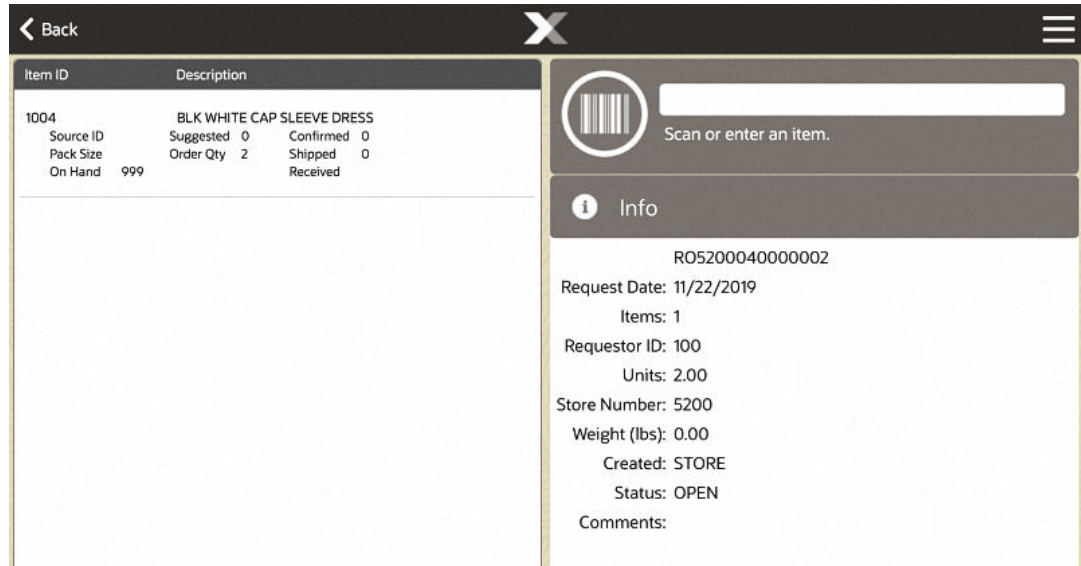 Back
Item ID Description
1004 BLK WHITE CAP SLEEVE DRESS
Source ID Suggested 0 Confirmed 0
Pack Size Order Qty 2 Shipped 0
On Hand 999 Received
Scan or enter an item.
Info
RO5200040000002
Request Date: 11/22/2019
Items: 1
Requestor ID: 100
Units: 2.00
Store Number: 5200
Weight (lbs): 0.00
Created: STORE
Status: OPEN
Comments: